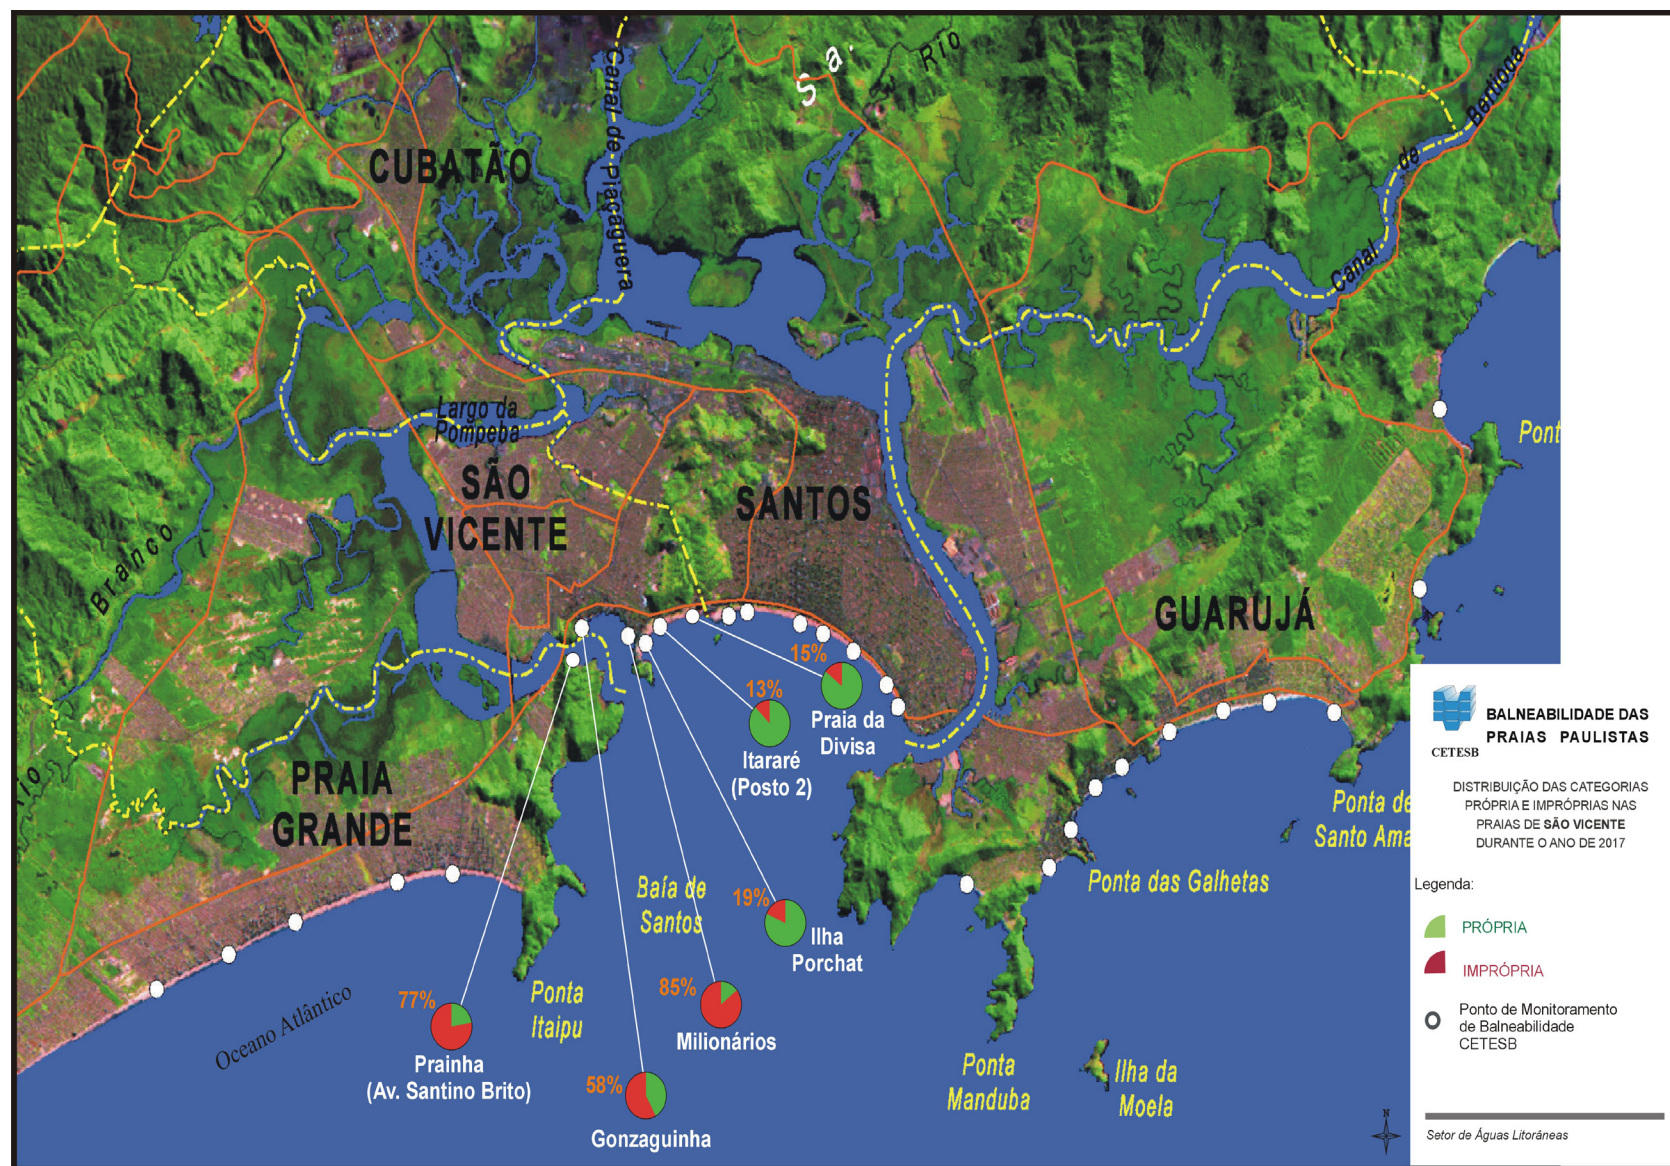 Sa.
Rio
Canal de Piaçagueira
Canal de Bertioga
CUBATÃO
Largo da
Pompeba
SÃO
VICENTE
SANTOS
Pont
Branco
GUARUJÁ
15%
Praia da
Divisa
13%
Itararé
(Posto 2)
PRAIA
GRANDE
Ponta de
Santo Ama
Ponta das Galhetas
Baía de
Santos
19%
Ilha
Porchat
85%
Milionários
77%
Prainha
(Av. Santino Brito)
58%
Gonzaguinha
Ponta
Itaipu
Oceano Atlântico
Ponta
Manduba
Ilha da
Moela
CETESB
BALNEABILIDADE DAS
PRAIAS PAULISTAS
DISTRIBUIÇÃO DAS CATEGORIAS
PRÓPRIA E IMPRÓPRIAS NAS
PRAIAS DE SÃO VICENTE
DURANTE O ANO DE 2017
Legenda:
PRÓPRIA
IMPRÓPRIA
Ponto de Monitoramento
de Balneabilidade
CETESB
N
Setor de Águas Litorâneas